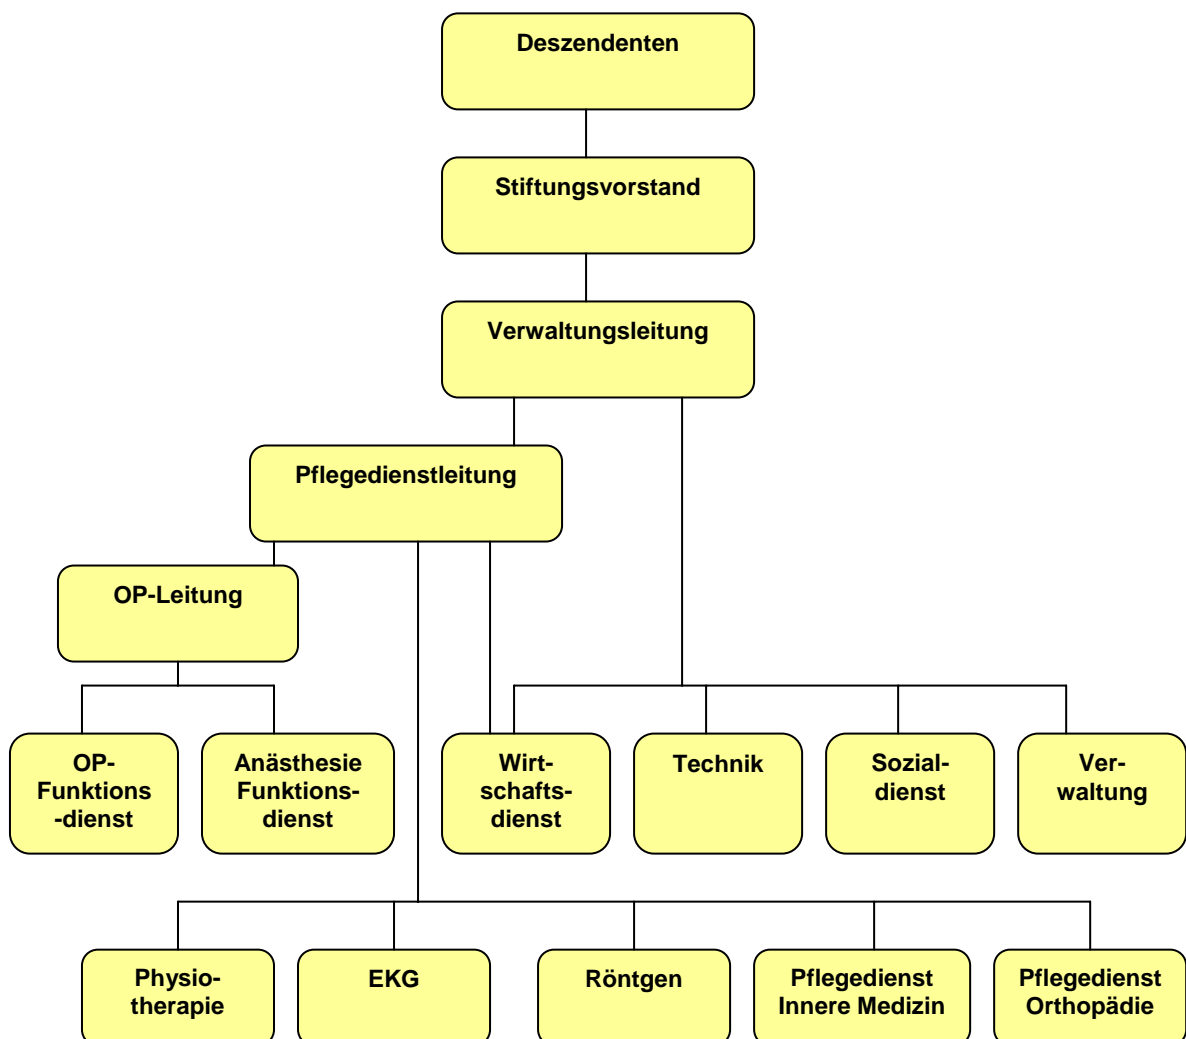 Deszendenten
Stiftungsvorstand
Verwaltungsleitung
Pflegedienstleitung
OP-Leitung
OP-
Funktions
-dienst
Anästhesie
Funktions-
dienst
Wirt-
schafts-
dienst
Technik
Sozial-
dienst
Ver-
waltung
Physio-
therapie
EKG
Röntgen
Pflegedienst
Innere Medizin
Pflegedienst
Orthopädie